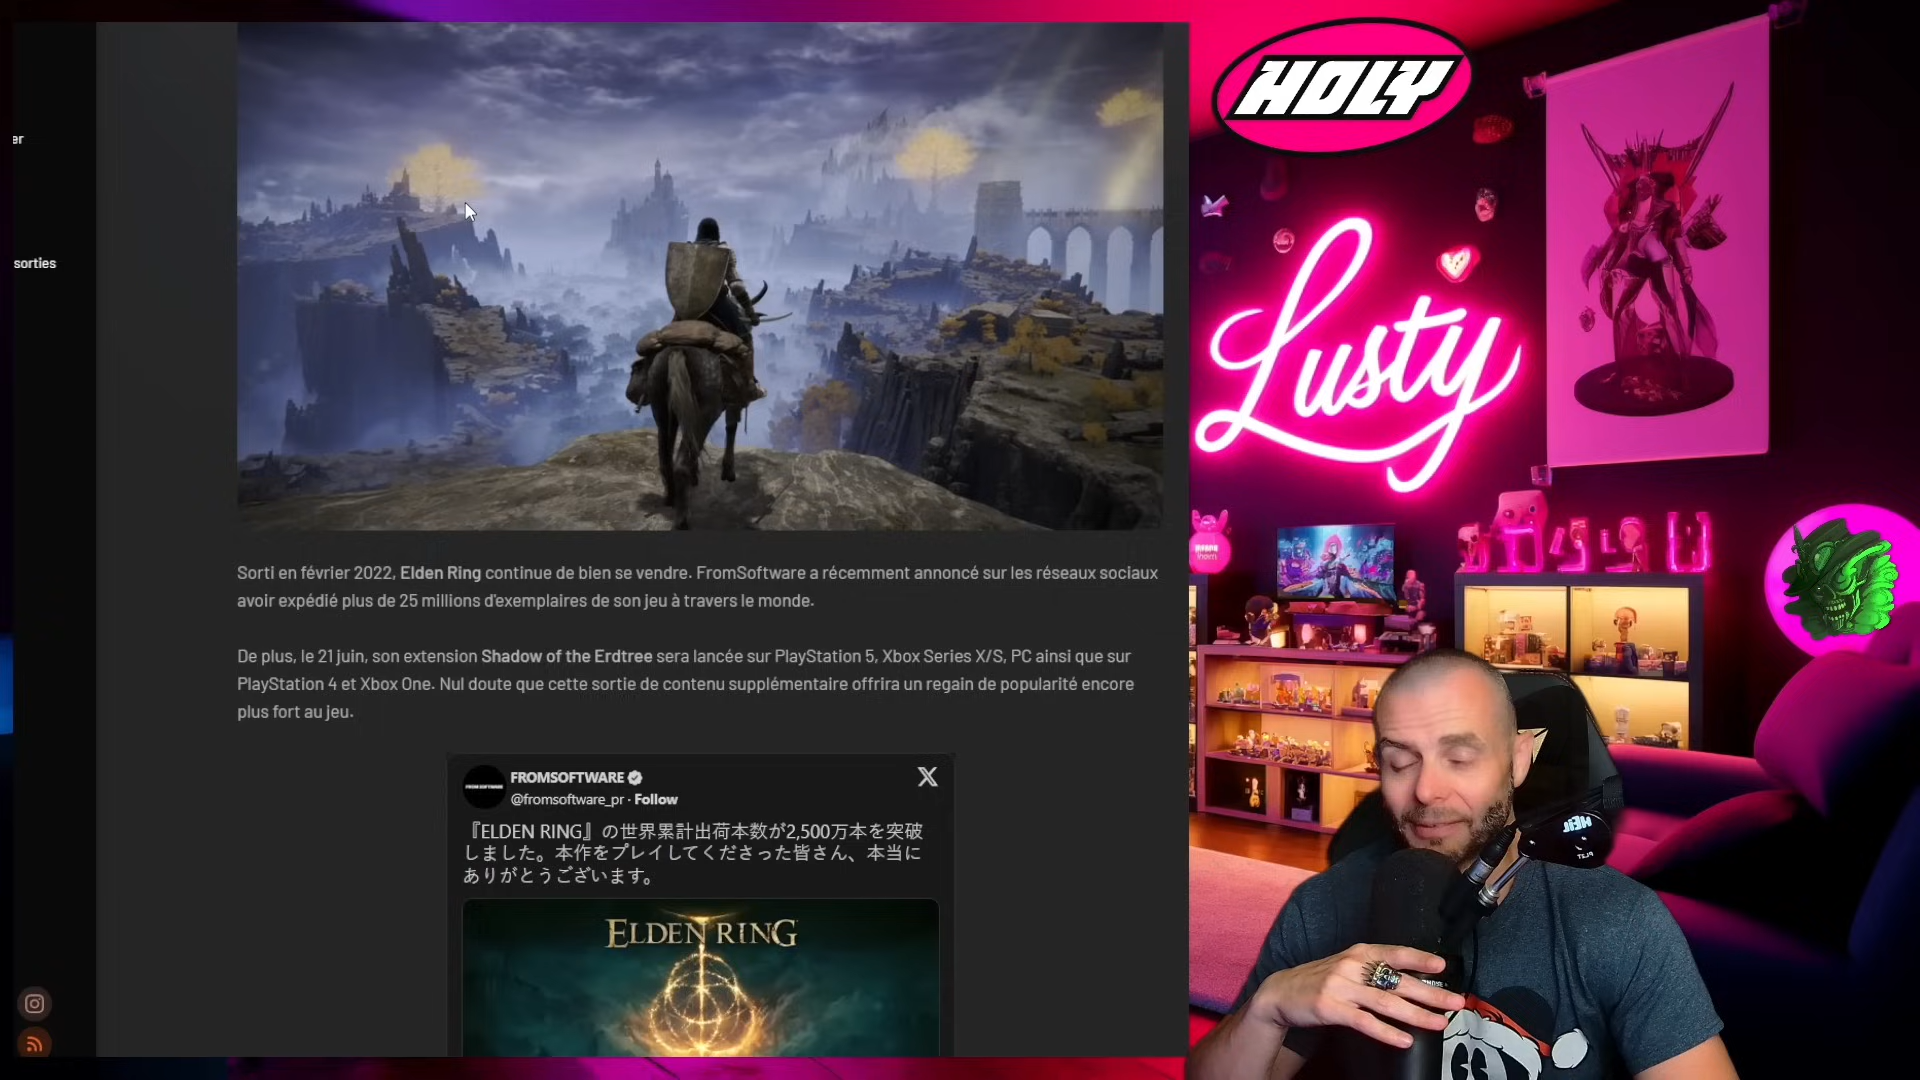 er
sorties
Sorti en février 2022, Elden Ring continue de bien se vendre. FromSoftware a récemment annoncé sur les réseaux sociaux
avoir expédié plus de 25 millions d'exemplaires de son jeu à travers le monde.
De plus, le 21 juin, son extension Shadow of the Erdtree sera lancée sur PlayStation 5, Xbox Series X/S, PC ainsi que sur
PlayStation 4 et Xbox One. Nul doute que cette sortie de contenu supplémentaire offrira un regain de popularité encore
plus fort au jeu.
FROMSOFTWARE
@fromsoftware_pr · Follow
『ELDEN RING』の世界累計出荷本数が2,500万本を突破
しました。本作をプレイしてくださった皆さん、本当に
ありがとうございます。
ELDEN RING
HOLY
Lusty